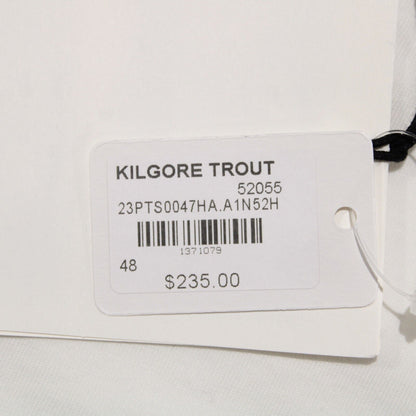 KILGORE TROUT
52055
23PTS0047HA.A1N52H
1371079
48
$235.00